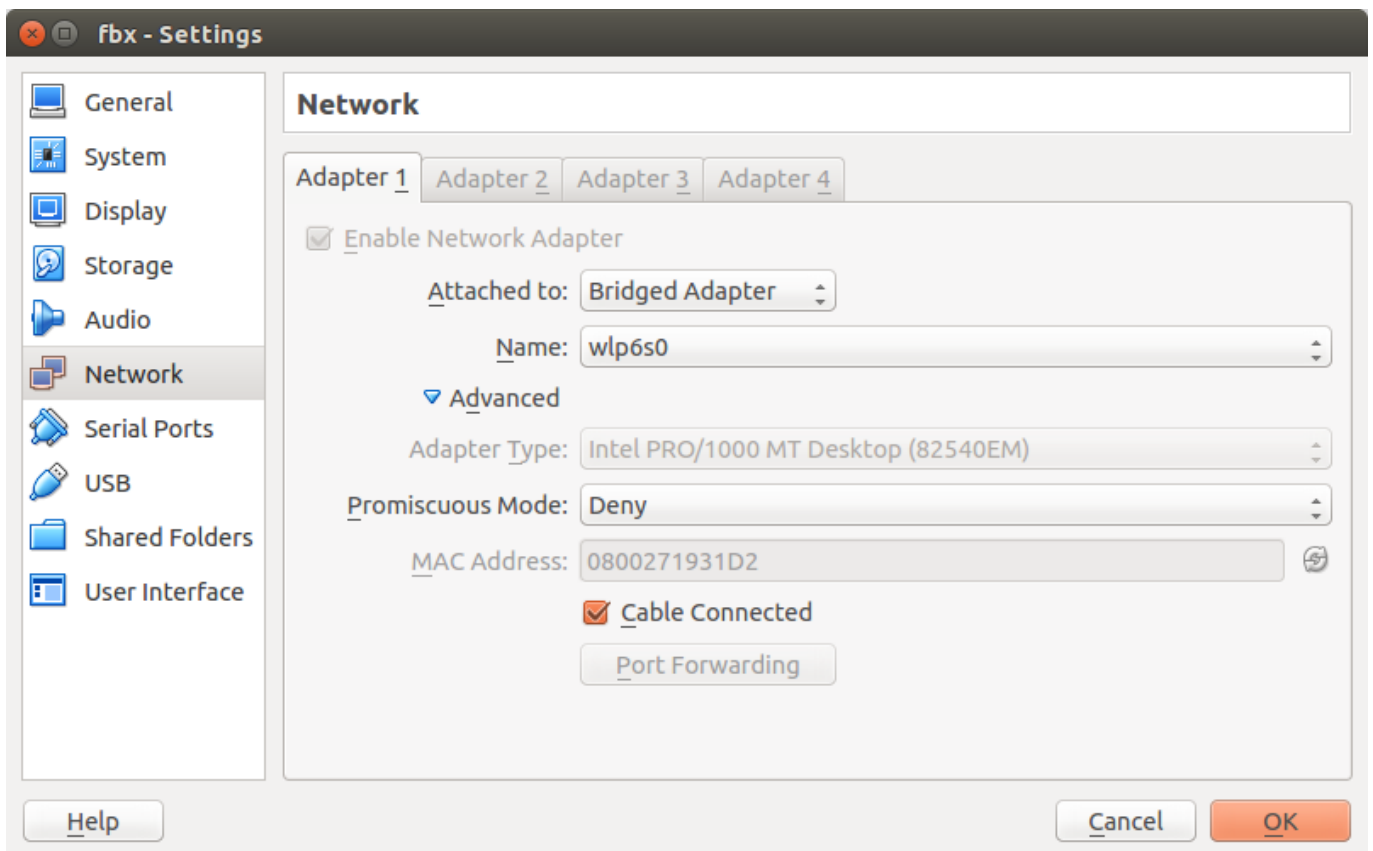 fbx - Settings
General
System
Display
Storage
Audio
Network
Serial Ports
USB
Shared Folders
User Interface
Network
Adapter 1 Adapter 2 Adapter 3 Adapter 4
Enable Network Adapter
Attached to: Bridged Adapter
Name: wlp6s0
Advanced
Adapter Type: Intel PRO/1000 MT Desktop (82540EM)
Promiscuous Mode: Deny
MAC Address: 0800271931D2
Cable Connected
Port Forwarding
Help Cancel OK